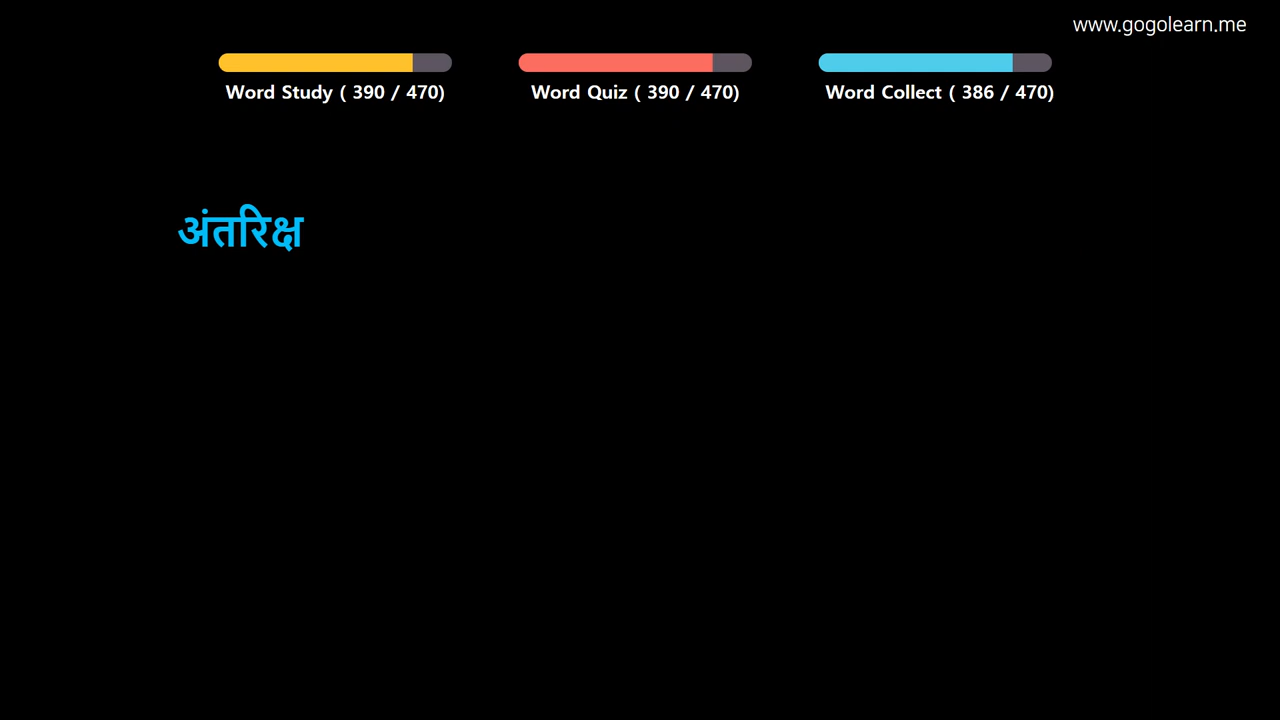 www.gogolearn.me
Word Study ( 390 / 470)
Word Quiz ( 390 / 470)
Word Collect ( 386 / 470)
अंतरिक्ष